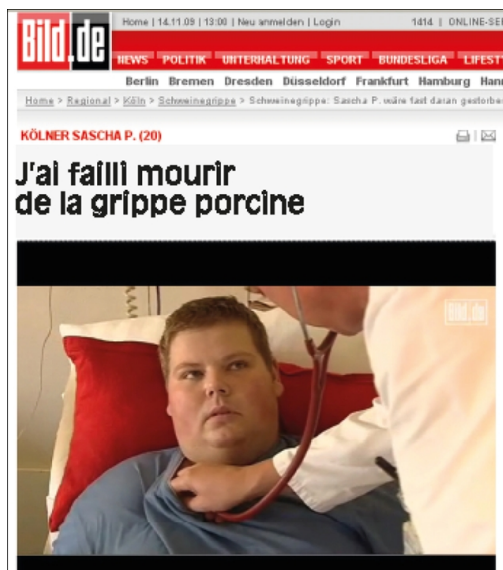 Bild.de
Home | 14.11.09 | 13:00 | Neu anmelden | Login 1414 | ONLINE-SE
NEWS POLITIK UNTERHALTUNG SPORT BUNDESLIGA LIFEST
Berlin Bremen Dresden Düsseldorf Frankfurt Hamburg Han
Home > Regional > Köln > Schweinegrippe > Schweinegrippe: Sascha P. wäre fast daran gestorbe
KÖLNER SASCHA P. (20)
J'ai failli mourir
de la grippe porcine
Bild.de